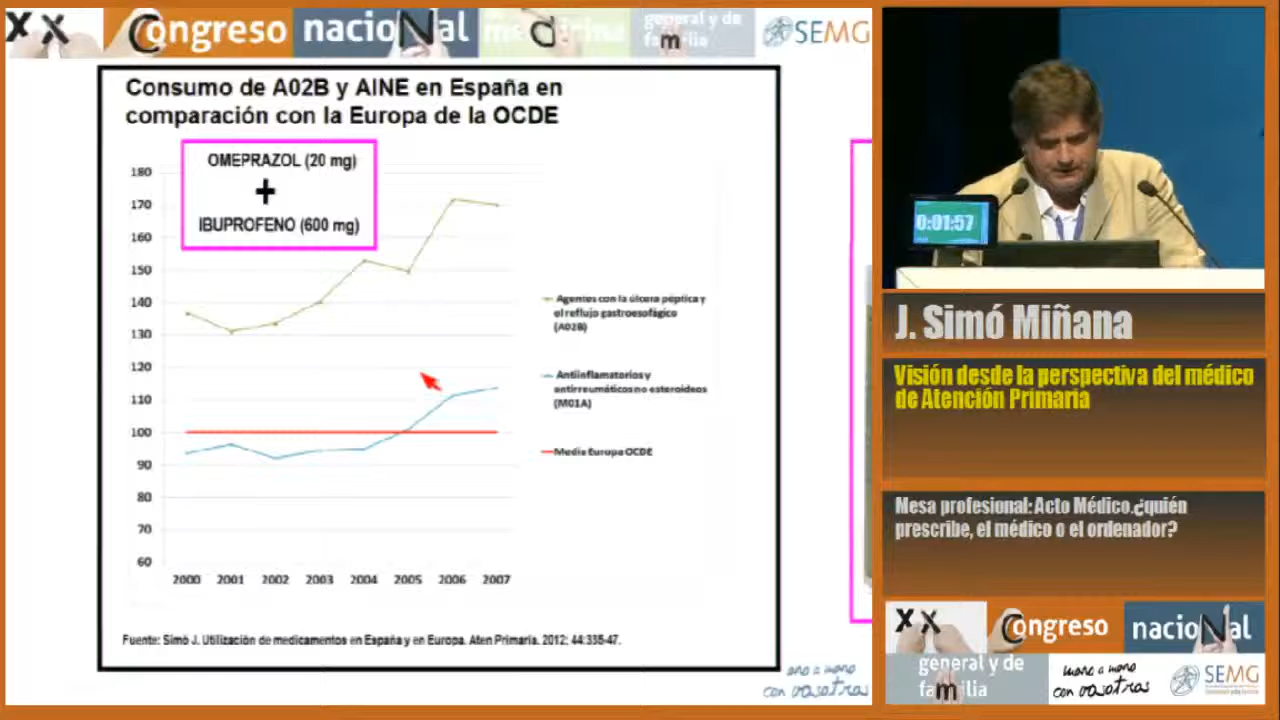 XX Congreso nacioNal medicina general y de familia SEMG
Consumo de A02B y AINE en España en
comparación con la Europa de la OCDE
OMEPRAZOL (20 mg)
+
IBUPROFENO (600 mg)
180
170
160
150
140
130
120
110
100
90
80
70
60
2000 2001 2002 2003 2004 2005 2006 2007
Agentes con la úlcera péptica y
el reflujo gastroesofágico
(A02B)
Antiinflamatorios y
antirreumáticos no esteroideos
(M01A)
Media Europa OCDE
Fuente: Simó J. Utilización de medicamentos en España y en Europa. Aten Primaria. 2012; 44:335-47.
mano a mano
con vosotros
0:01:57
J. Simó Miñana
Visión desde la perspectiva del médico
de Atención Primaria
Mesa profesional: Acto Médico.¿quién
prescribe, el médico o el ordenador?
XX Congreso nacioNal
general y de
familia
mano a mano
con vosotros
SEMG